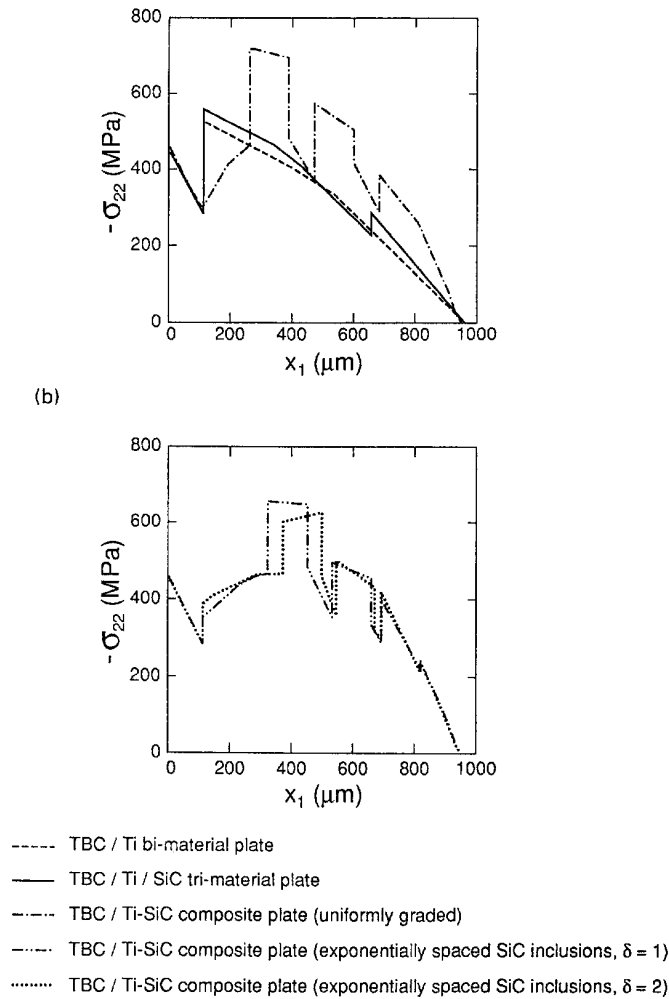 800
600
400
200
0
-σ22 (MPa)
0 200 400 600 800 1000
x1 (μm)
(b)
800
600
400
200
0
-σ22 (MPa)
0 200 400 600 800 1000
x1 (μm)
TBC / Ti bi-material plate
TBC / Ti / SiC tri-material plate
TBC / Ti-SiC composite plate (uniformly graded)
TBC / Ti-SiC composite plate (exponentially spaced SiC inclusions, δ = 1)
TBC / Ti-SiC composite plate (exponentially spaced SiC inclusions, δ = 2)